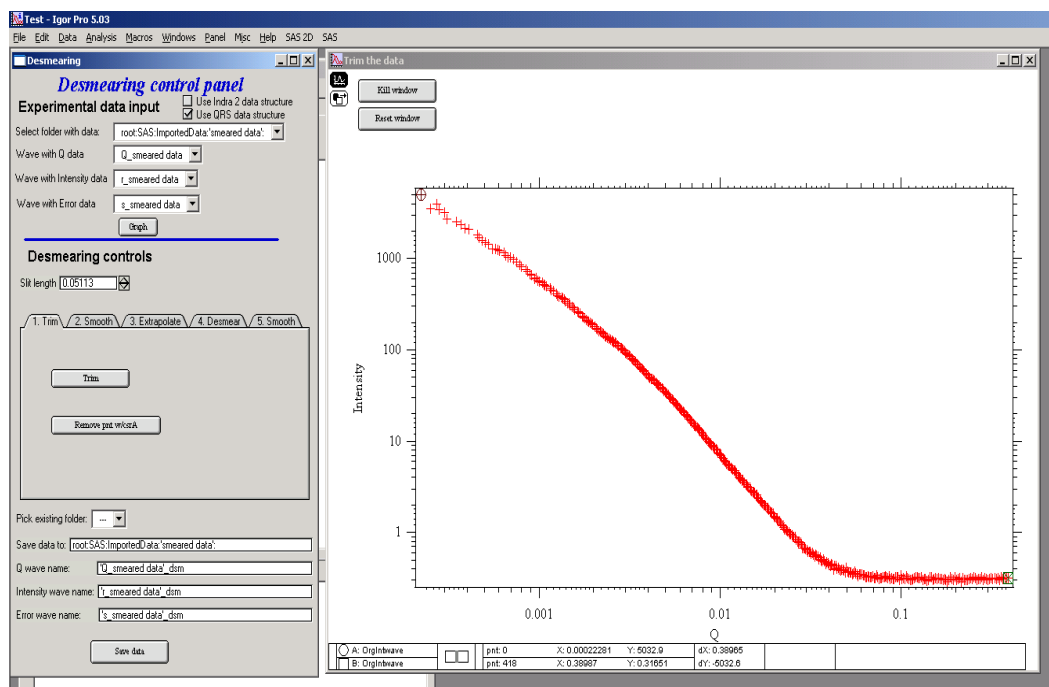 Test - Igor Pro 5.03
File Edit Data Analysis Macros Windows Panel Misc Help SAS 2D SAS
Desmearing
Desmearing control panel
Experimental data input
Use Indra 2 data structure
Use QRS data structure
Select folder with data: root:SAS:ImportedData:'smeared data':
Wave with Q data Q_smeared data
Wave with Intensity data r_smeared data
Wave with Error data s_smeared data
Graph
Desmearing controls
Slit length 0.05113
1. Trim 2. Smooth 3. Extrapolate 4. Desmear 5. Smooth
Trim
Remove pnt w/csrA
Pick existing folder: ---
Save data to: root:SAS:ImportedData:'smeared data':
Q wave name: 'Q_smeared data'_dsm
Intensity wave name: 'r_smeared data'_dsm
Error wave name: 's_smeared data'_dsm
Save data
Trim the data
Kill window
Reset window
1000
100
10
1
Intensity
0.001 0.01 0.1
Q
A: OrgIntwave pnt: 0 X: 0.00022281 Y: 5032.9 dX: 0.38965
B: OrgIntwave pnt: 418 X: 0.38987 Y: 0.31651 dY: -5032.6